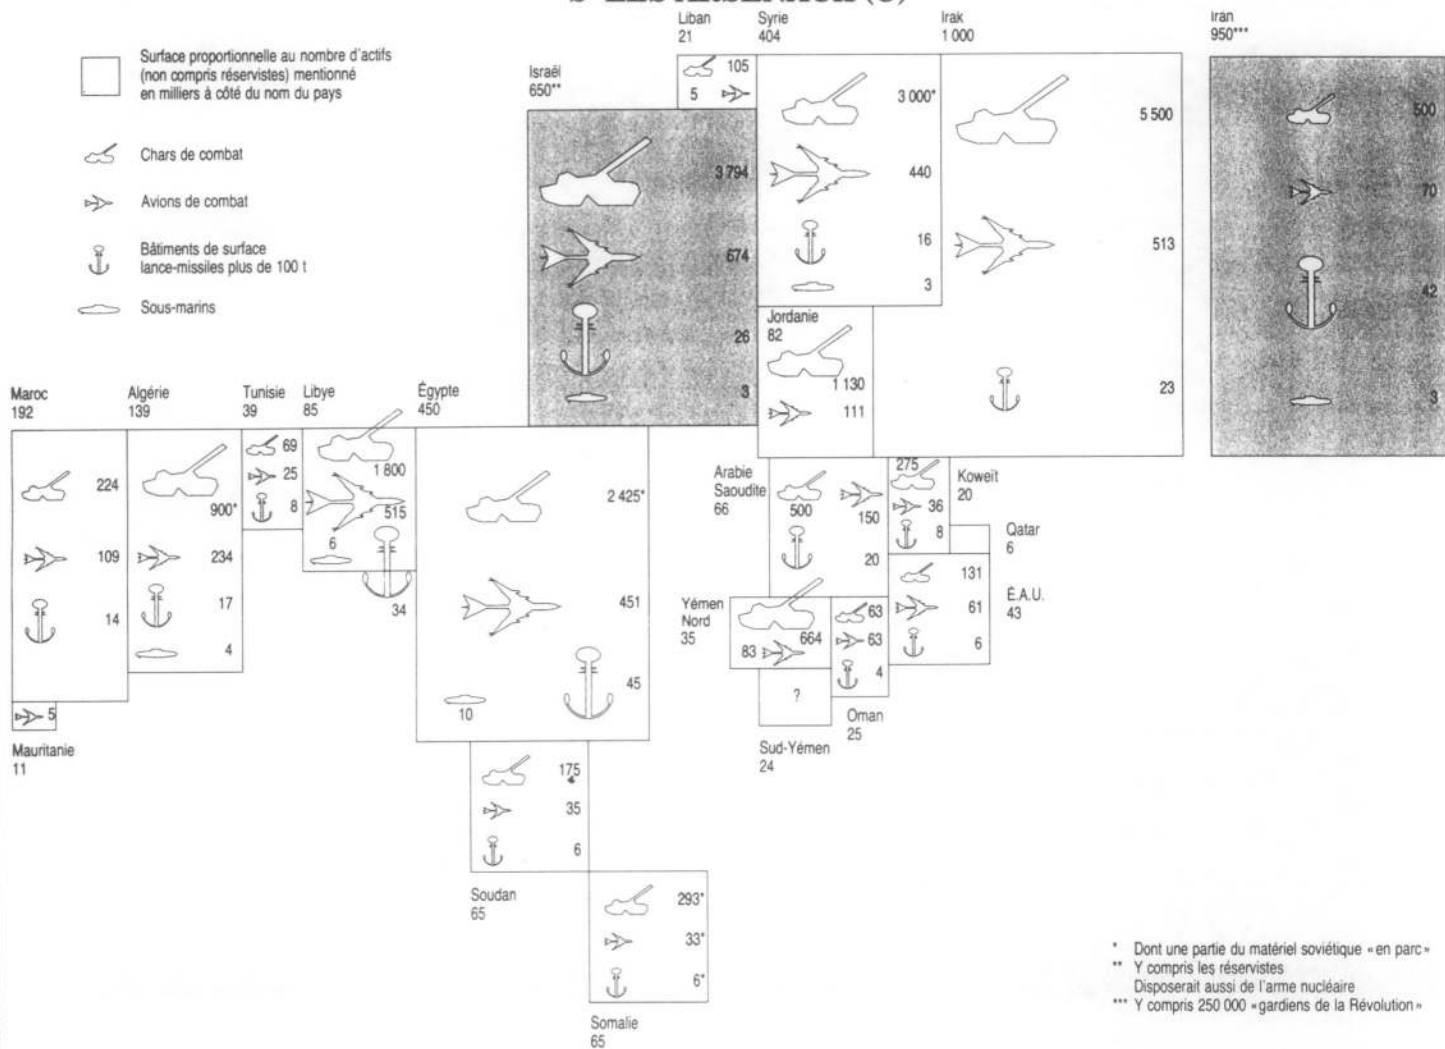 Surface proportionnelle au nombre d'actifs
(non compris réservistes) mentionné
en milliers à côté du nom du pays
Chars de combat
Avions de combat
Bâtiments de surface
lance-missiles plus de 100 t
Sous-marins
Liban
21
105
5
Syrie
404
3 000*
440
16
3
Irak
1 000
5 500
513
23
Iran
950***
500
70
42
3
Israël
650**
3 794
674
26
3
Jordanie
82
1 130
111
Maroc
192
224
109
14
Algérie
139
900*
234
17
4
Tunisie
39
69
25
8
Libye
85
1 800
515
6
34
Égypte
450
2 425*
451
45
10
Arabie
Saoudite
66
500
150
20
275
36
8
Koweït
20
Qatar
6
131
61
6
É.A.U.
43
Yémen
Nord
35
664
83
63
63
4
Oman
25
?
Sud-Yémen
24
5
Mauritanie
11
175
35
6
Soudan
65
293*
33*
6*
Somalie
65
* Dont une partie du matériel soviétique «en parc»
** Y compris les réservistes
Disposerait aussi de l'arme nucléaire
*** Y compris 250 000 «gardiens de la Révolution»